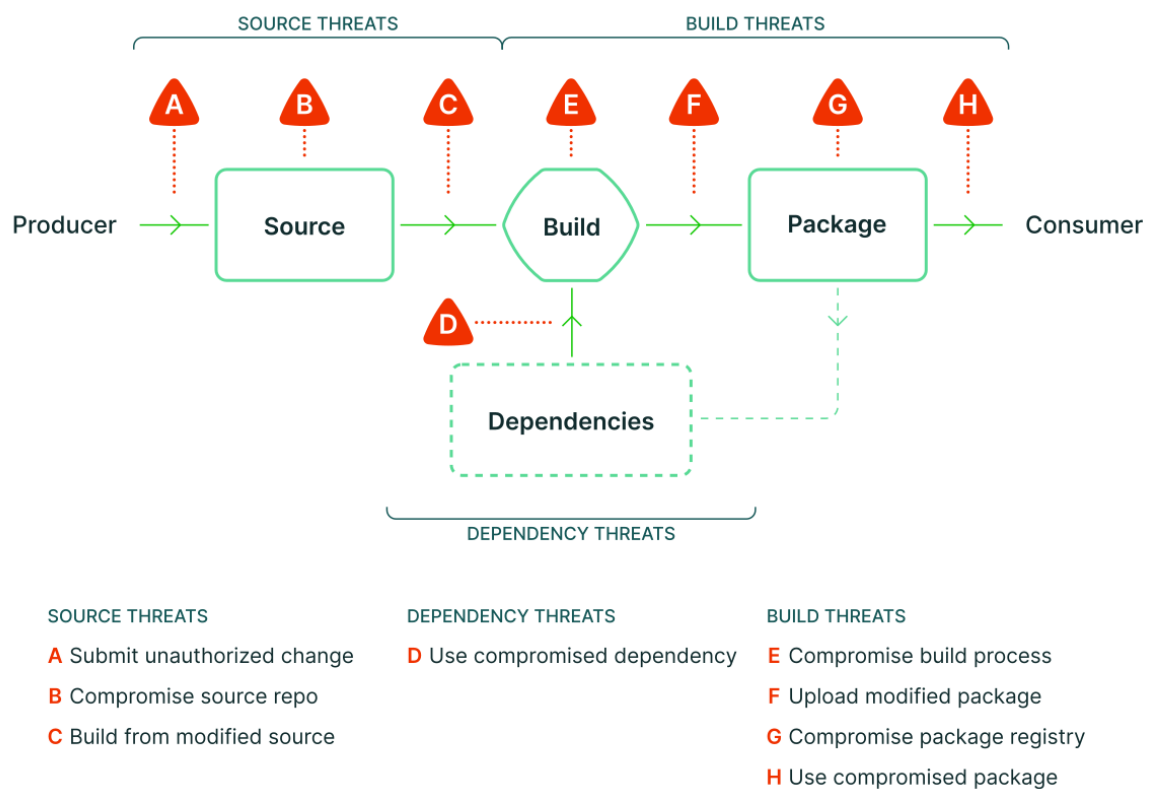 SOURCE THREATS
BUILD THREATS
A
B
C
E
F
G
H
Producer
Source
Build
Package
Consumer
D
Dependencies
DEPENDENCY THREATS
SOURCE THREATS
A Submit unauthorized change
B Compromise source repo
C Build from modified source
DEPENDENCY THREATS
D Use compromised dependency
BUILD THREATS
E Compromise build process
F Upload modified package
G Compromise package registry
H Use compromised package